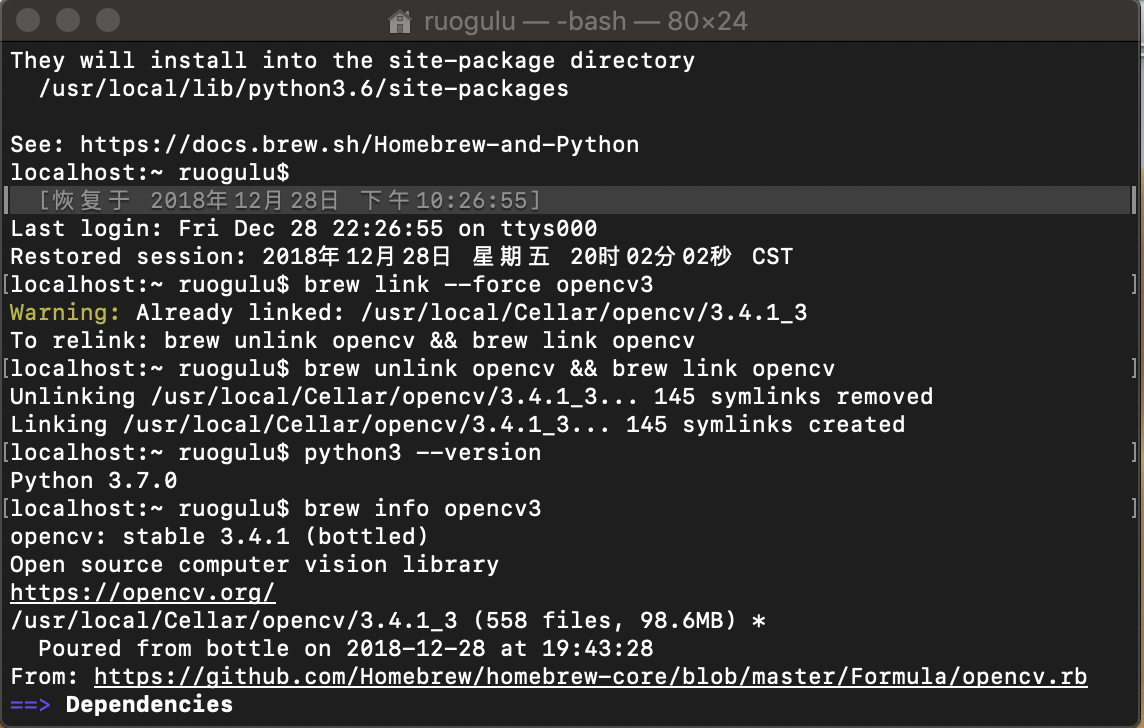 ruogulu — -bash — 80×24
They will install into the site-package directory
  /usr/local/lib/python3.6/site-packages

See: https://docs.brew.sh/Homebrew-and-Python
localhost:~ ruogulu$
  [恢复于 2018年12月28日 下午10:26:55]
Last login: Fri Dec 28 22:26:55 on ttys000
Restored session: 2018年12月28日 星期五 20时02分02秒 CST
[localhost:~ ruogulu$ brew link --force opencv3 ]
Warning: Already linked: /usr/local/Cellar/opencv/3.4.1_3
To relink: brew unlink opencv && brew link opencv
[localhost:~ ruogulu$ brew unlink opencv && brew link opencv ]
Unlinking /usr/local/Cellar/opencv/3.4.1_3... 145 symlinks removed
Linking /usr/local/Cellar/opencv/3.4.1_3... 145 symlinks created
[localhost:~ ruogulu$ python3 --version ]
Python 3.7.0
[localhost:~ ruogulu$ brew info opencv3 ]
opencv: stable 3.4.1 (bottled)
Open source computer vision library
https://opencv.org/
/usr/local/Cellar/opencv/3.4.1_3 (558 files, 98.6MB) *
  Poured from bottle on 2018-12-28 at 19:43:28
From: https://github.com/Homebrew/homebrew-core/blob/master/Formula/opencv.rb
==> Dependencies